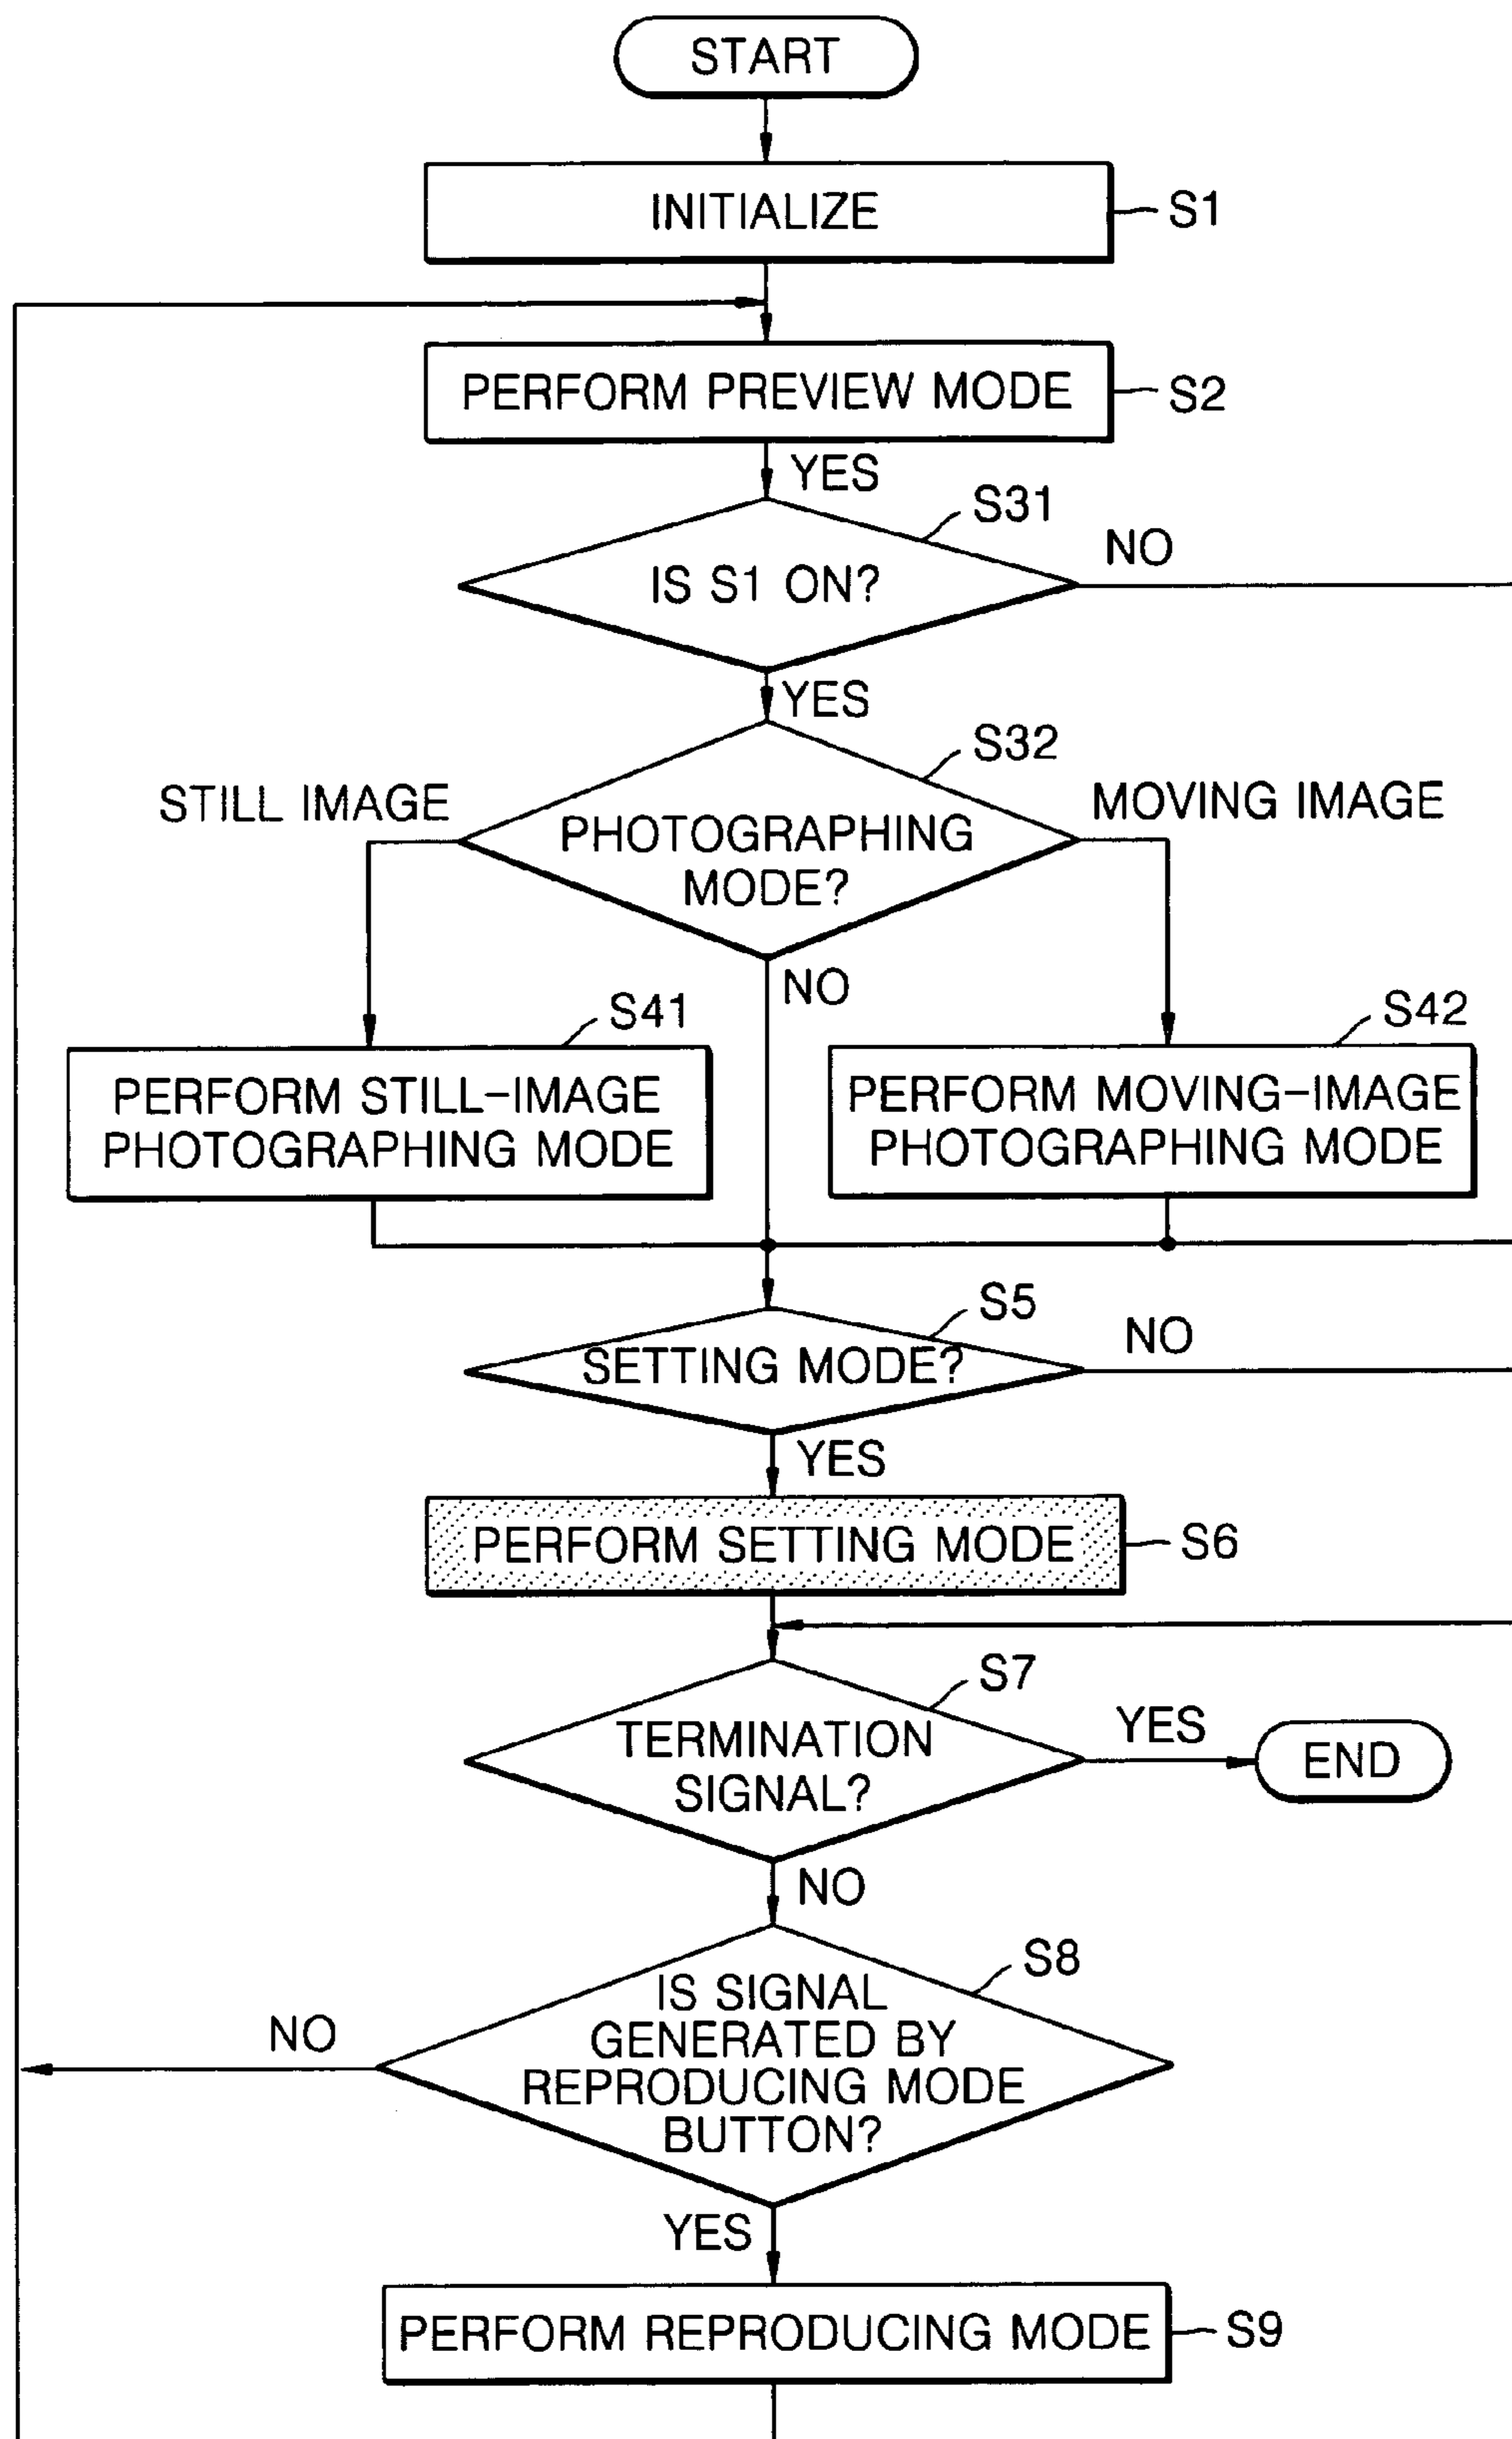 START
INITIALIZE
S1
PERFORM PREVIEW MODE
S2
YES
S31
NO
IS S1 ON?
YES
S32
STILL IMAGE
MOVING IMAGE
PHOTOGRAPHING
MODE?
NO
S41
S42
PERFORM STILL-IMAGE
PHOTOGRAPHING MODE
PERFORM MOVING-IMAGE
PHOTOGRAPHING MODE
S5
NO
SETTING MODE?
YES
PERFORM SETTING MODE
S6
S7
TERMINATION
SIGNAL?
YES
END
NO
S8
IS SIGNAL
GENERATED BY
REPRODUCING MODE
BUTTON?
NO
YES
PERFORM REPRODUCING MODE
S9